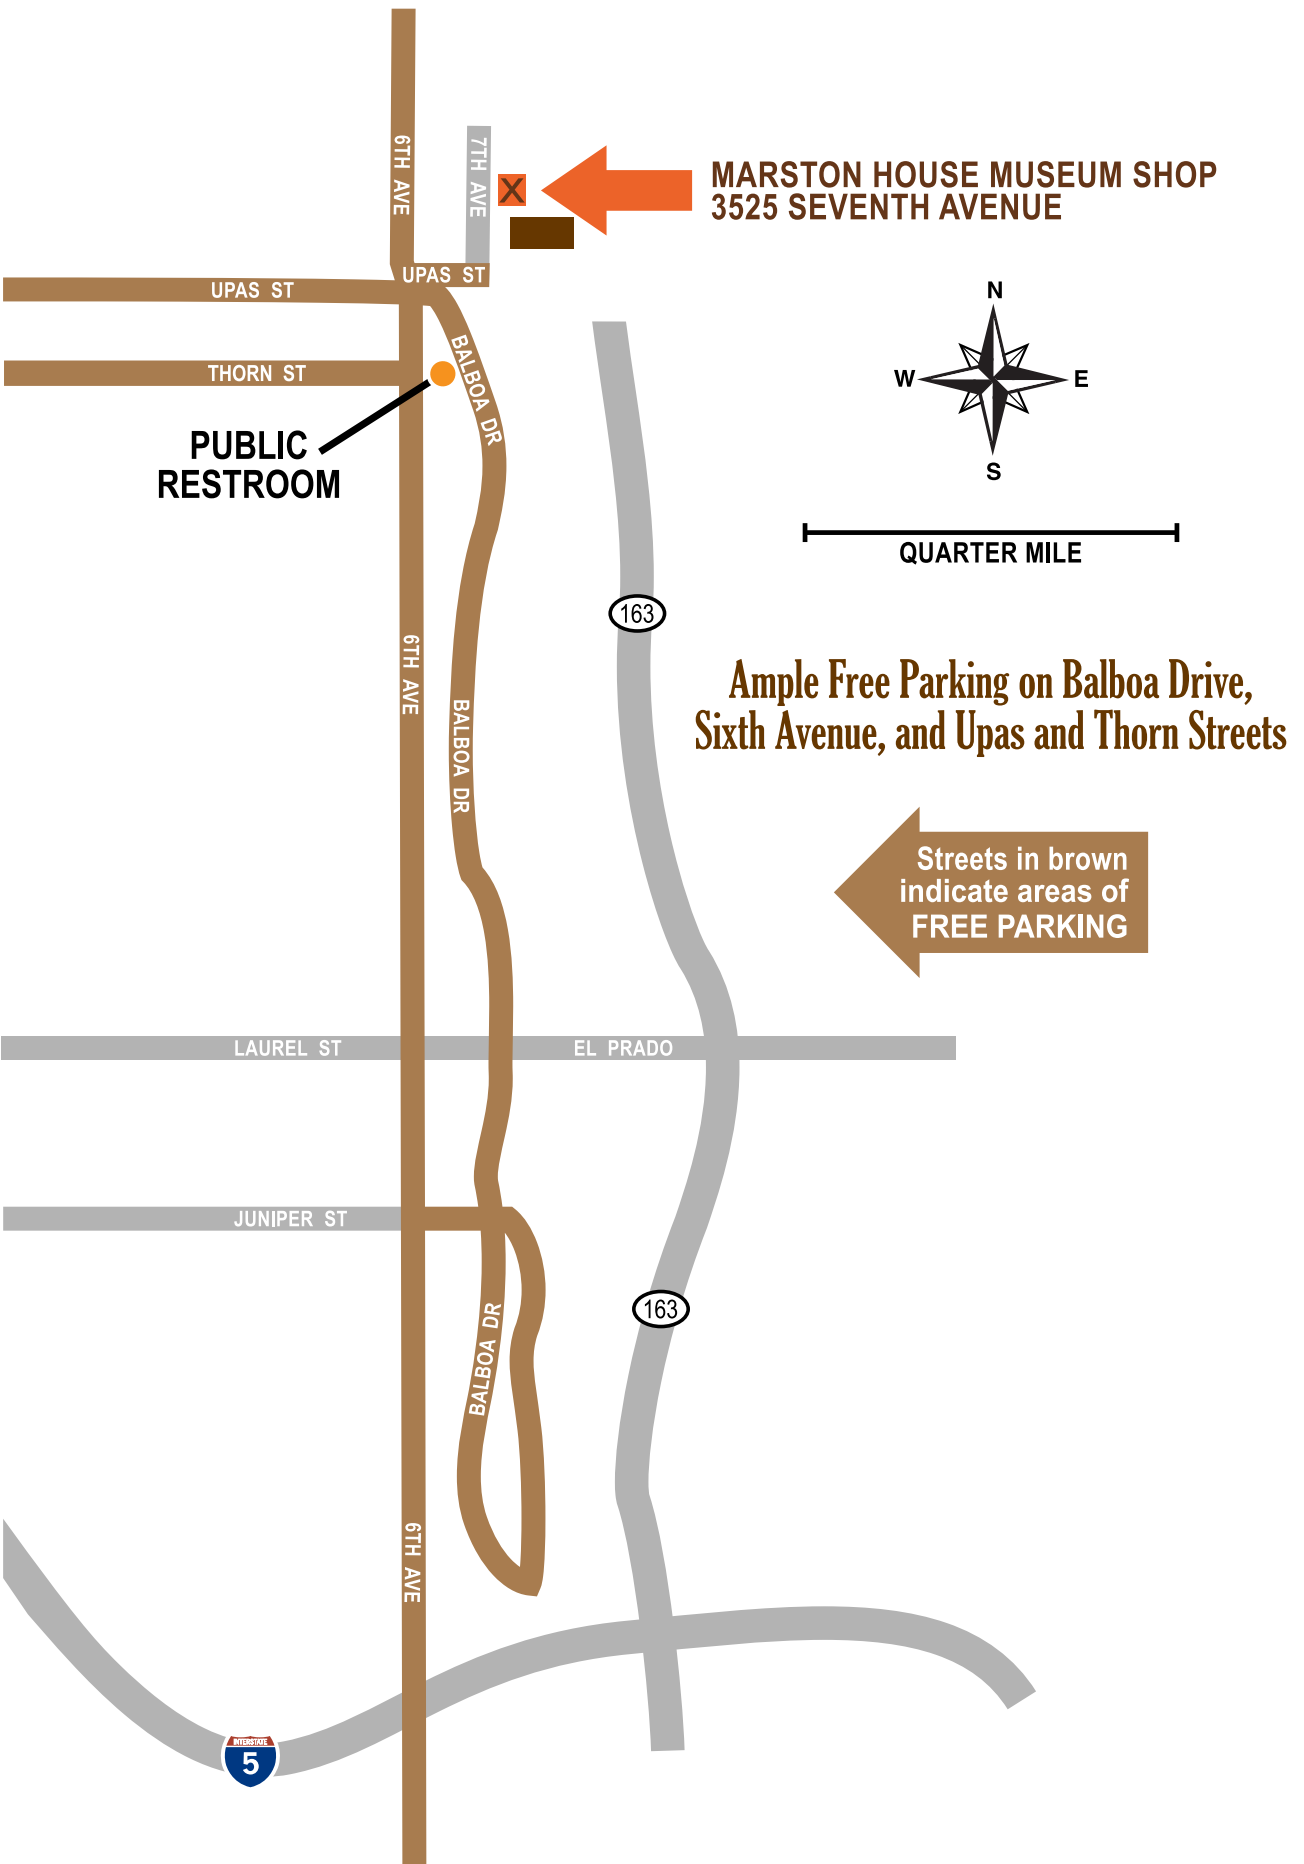 6TH AVE
7TH AVE
X
MARSTON HOUSE MUSEUM SHOP
3525 SEVENTH AVENUE
UPAS ST
UPAS ST
N
W
E
S
THORN ST
BALBOA DR
PUBLIC
RESTROOM
QUARTER MILE
163
6TH AVE
BALBOA DR
Ample Free Parking on Balboa Drive,
Sixth Avenue, and Upas and Thorn Streets
Streets in brown
indicate areas of
FREE PARKING
LAUREL ST
EL PRADO
JUNIPER ST
163
BALBOA DR
6TH AVE
INTERSTATE
5